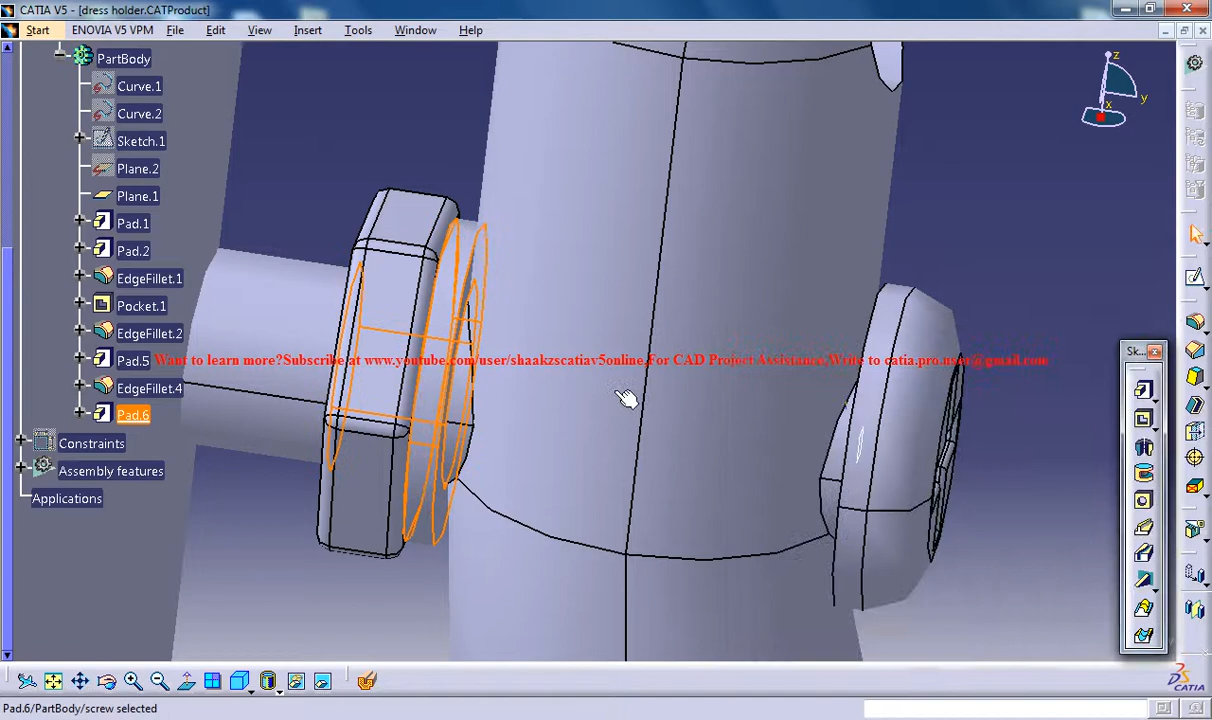 CATIA V5 - [dress holder.CATProduct]
Start ENOVIA V5 VPM File Edit View Insert Tools Window Help
PartBody
Curve.1
Curve.2
Sketch.1
Plane.2
Plane.1
Pad.1
Pad.2
EdgeFillet.1
Pocket.1
EdgeFillet.2
Pad.5
EdgeFillet.4
Pad.6
Constraints
Assembly features
Applications
Want to learn more?Subscribe at www.youtube.com/user/shaakzscatiav5online.For CAD Project Assistance,Write to catia.pro.user@gmail.com
z
y
x
Sk...
CATIA
Pad.6/PartBody/screw selected